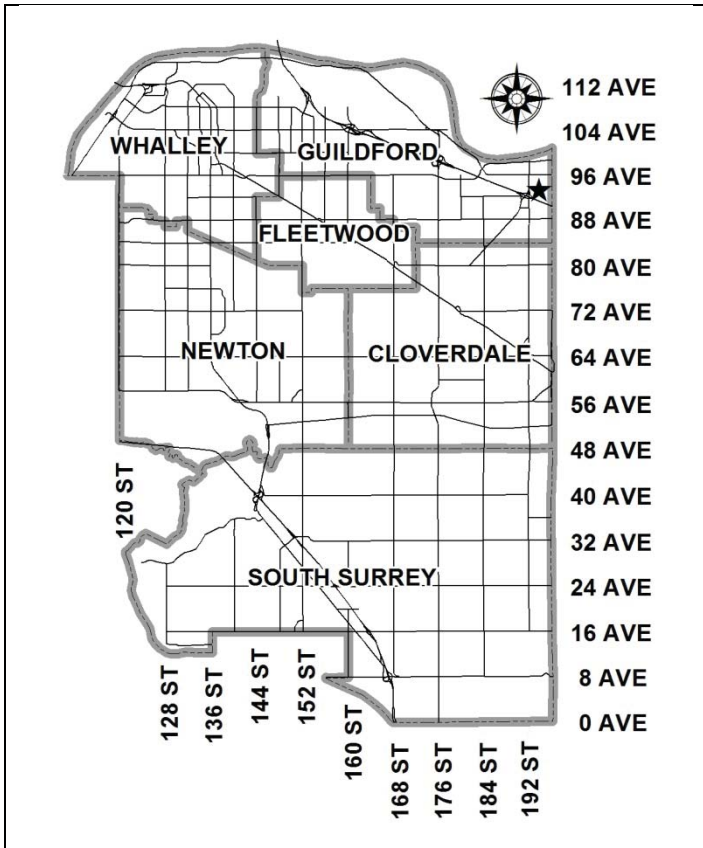 112 AVE
104 AVE
WHALLEY
GUILDFORD
96 AVE
88 AVE
FLEETWOOD
80 AVE
72 AVE
NEWTON
CLOVERDALE
64 AVE
56 AVE
48 AVE
120 ST
40 AVE
32 AVE
SOUTH SURREY
24 AVE
16 AVE
8 AVE
0 AVE
128 ST
136 ST
144 ST
152 ST
160 ST
168 ST
176 ST
184 ST
192 ST